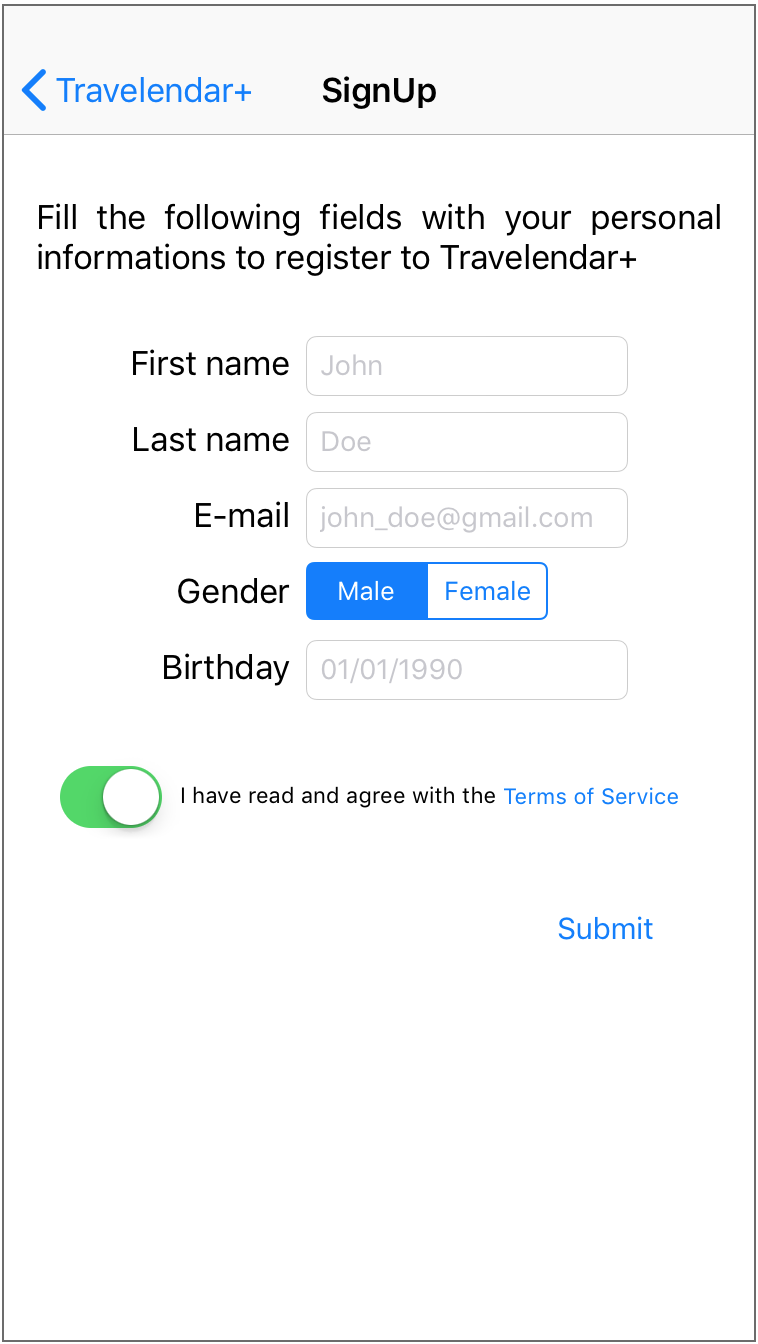 Travelendar+ SignUp
Fill the following fields with your personal
informations to register to Travelendar+
First name John
Last name Doe
E-mail john_doe@gmail.com
Gender Male Female
Birthday 01/01/1990
I have read and agree with the Terms of Service
Submit